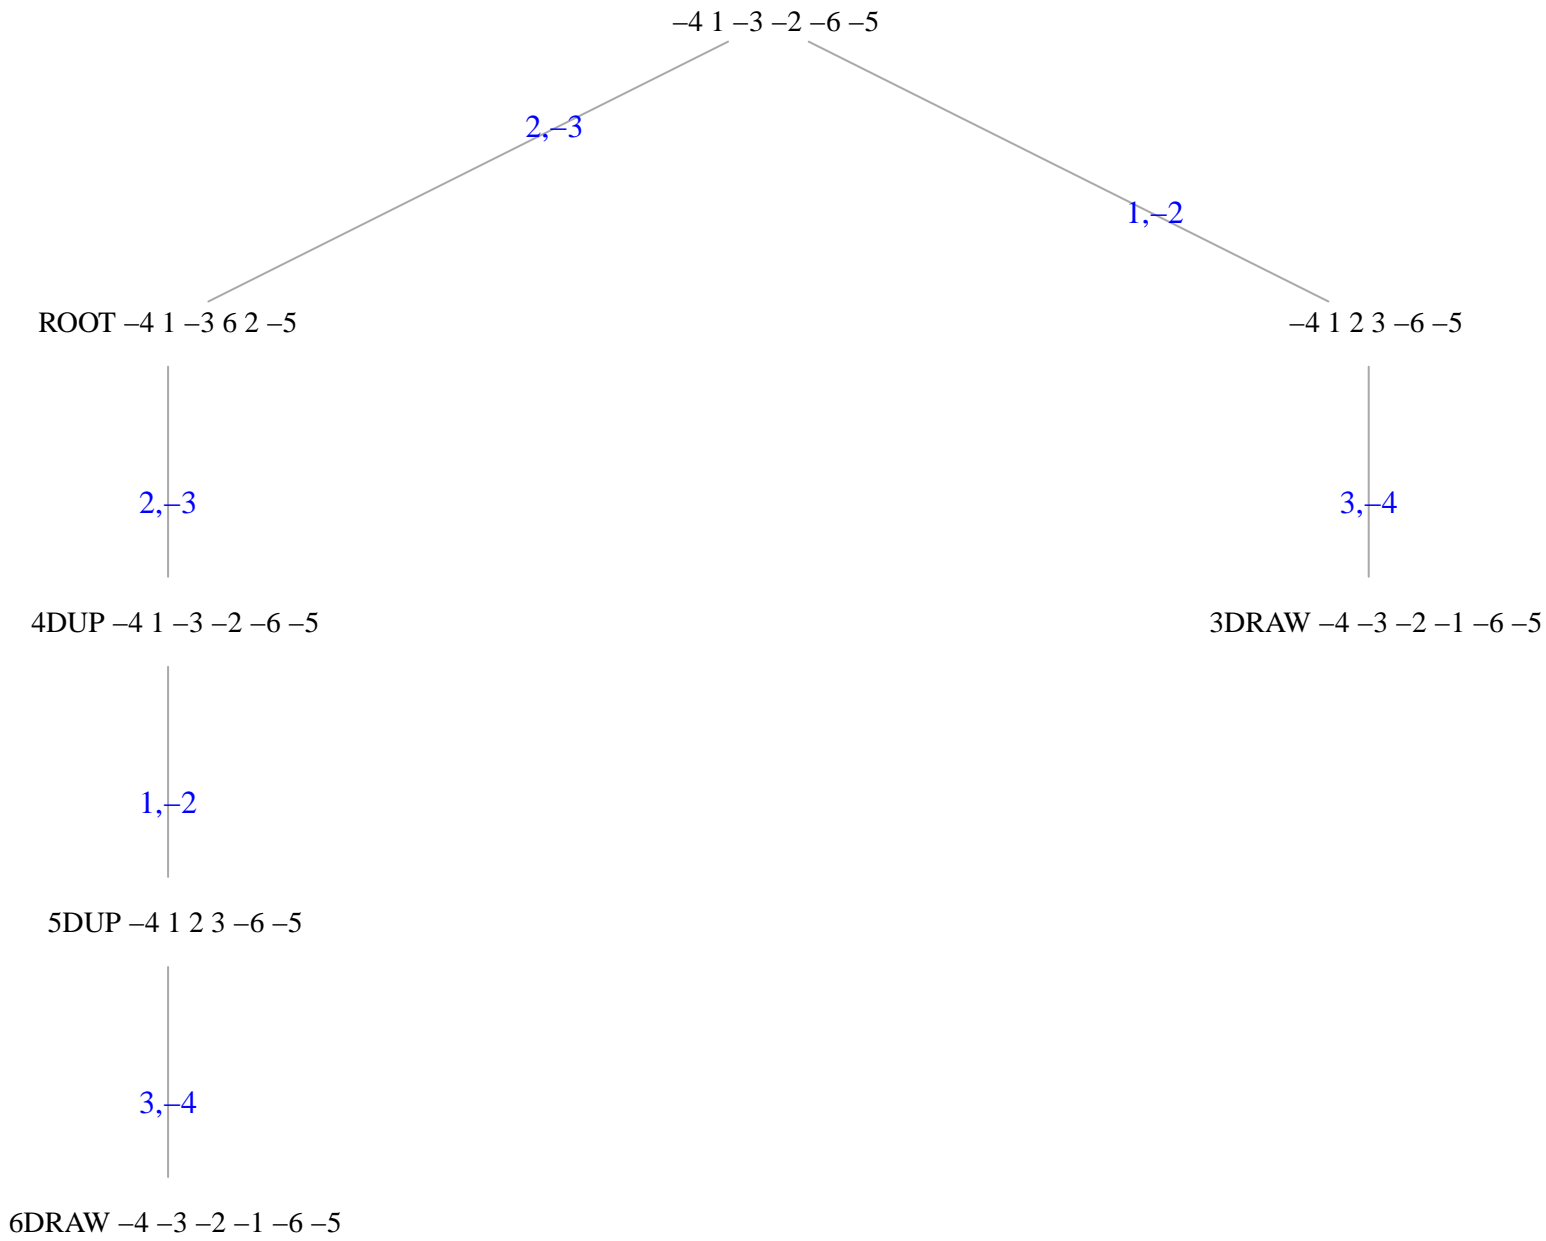 –4 1 –3 –2 –6 –5
2,–3
1,–2
ROOT –4 1 –3 6 2 –5
–4 1 2 3 –6 –5
2,–3
3,–4
4DUP –4 1 –3 –2 –6 –5
3DRAW –4 –3 –2 –1 –6 –5
1,–2
5DUP –4 1 2 3 –6 –5
3,–4
6DRAW –4 –3 –2 –1 –6 –5